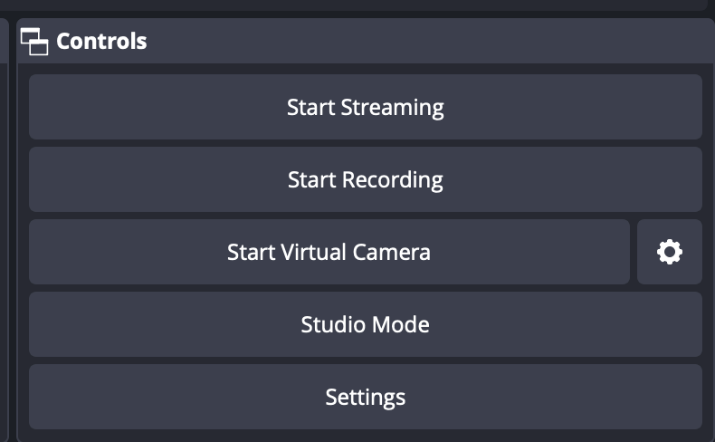 Controls
Start Streaming
Start Recording
Start Virtual Camera
Studio Mode
Settings